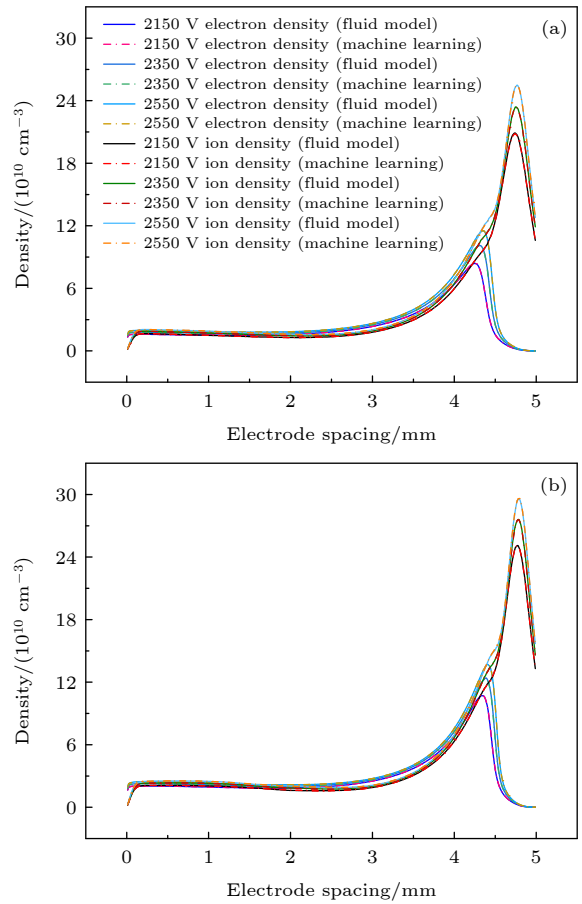 (a)
2150 V electron density (fluid model)
2150 V electron density (machine learning)
2350 V electron density (fluid model)
2350 V electron density (machine learning)
2550 V electron density (fluid model)
2550 V electron density (machine learning)
2150 V ion density (fluid model)
2150 V ion density (machine learning)
2350 V ion density (fluid model)
2350 V ion density (machine learning)
2550 V ion density (fluid model)
2550 V ion density (machine learning)
Density/(10¹⁰ cm⁻³)
30
24
18
12
6
0
0 1 2 3 4 5
Electrode spacing/mm
(b)
Density/(10¹⁰ cm⁻³)
30
24
18
12
6
0
0 1 2 3 4 5
Electrode spacing/mm